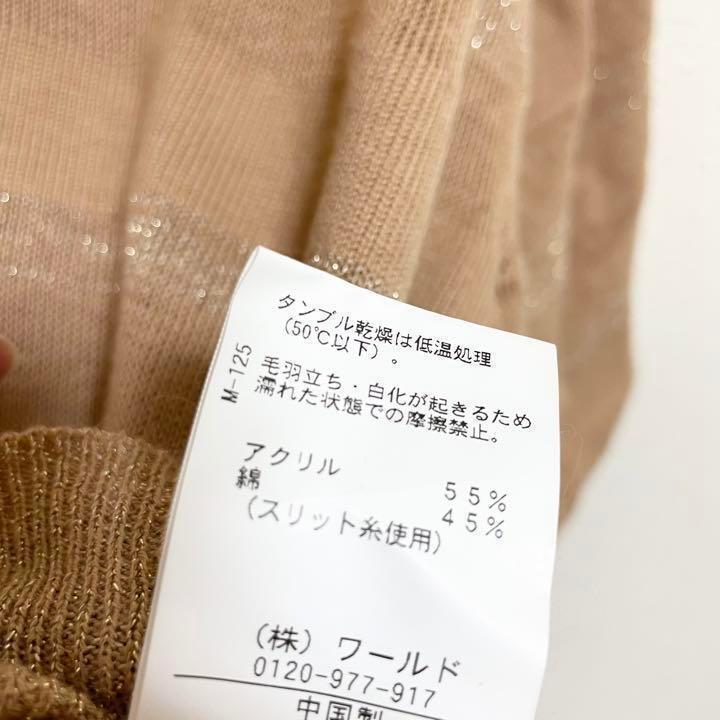 タンブル乾燥は低温処理
(50℃以下)。
M-125
毛羽立ち・白化が起きるため
濡れた状態での摩擦禁止。
アクリル 55%
綿 45%
(スリット糸使用)
(株) ワールド
0120-977-917
中国製